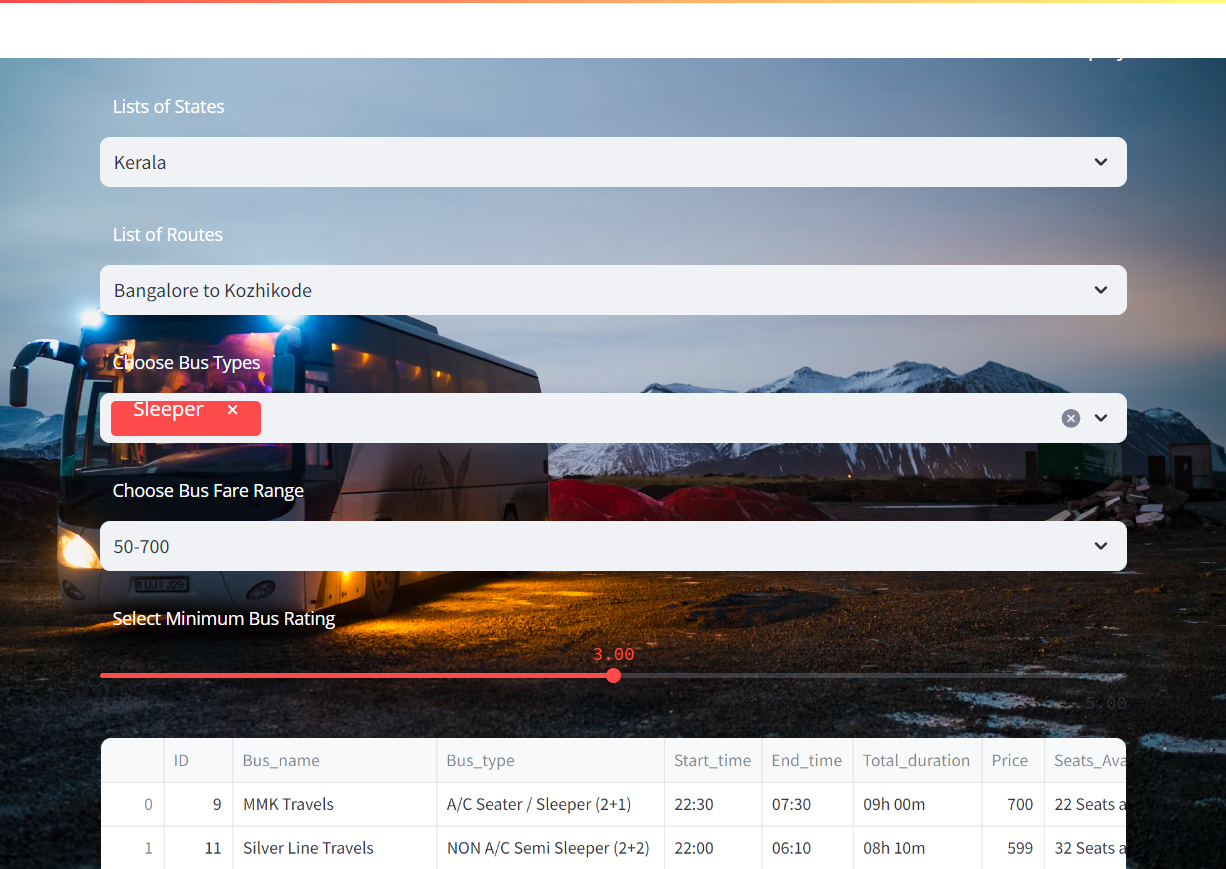 Lists of States
Kerala
List of Routes
Bangalore to Kozhikode
Choose Bus Types
Sleeper ×
Choose Bus Fare Range
50-700
Select Minimum Bus Rating
3.00
5.00
ID Bus_name Bus_type Start_time End_time Total_duration Price Seats_Ava
0 9 MMK Travels A/C Seater / Sleeper (2+1) 22:30 07:30 09h 00m 700 22 Seats a
1 11 Silver Line Travels NON A/C Semi Sleeper (2+2) 22:00 06:10 08h 10m 599 32 Seats a